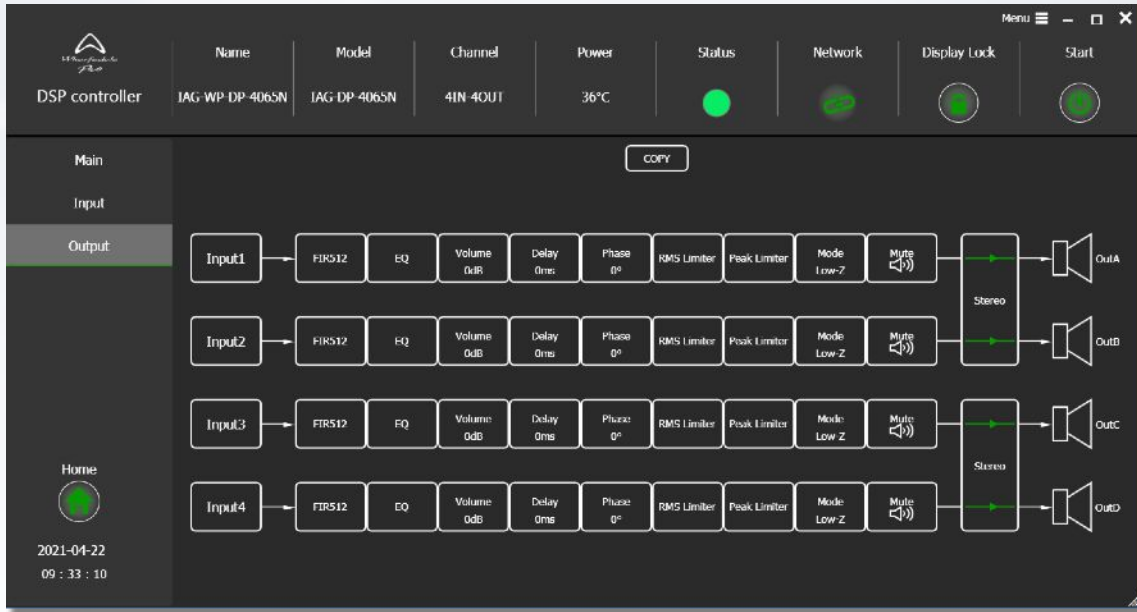 Menu
Wharfedale
Pro
DSP controller
Name
IAG-WP-DP-4065N
Model
IAG-DP-4065N
Channel
4IN-4OUT
Power
36°C
Status
Network
Display Lock
Start
Main
Input
Output
Home
2021-04-22
09 : 33 : 10
COPY
Input1 FIR512 EQ Volume 0dB Delay 0ms Phase 0° RMS Limiter Peak Limiter Mode Low-Z Mute OutA
Stereo
Input2 FIR512 EQ Volume 0dB Delay 0ms Phase 0° RMS Limiter Peak Limiter Mode Low-Z Mute OutB
Input3 FIR512 EQ Volume 0dB Delay 0ms Phase 0° RMS Limiter Peak Limiter Mode Low-Z Mute OutC
Stereo
Input4 FIR512 EQ Volume 0dB Delay 0ms Phase 0° RMS Limiter Peak Limiter Mode Low-Z Mute OutD